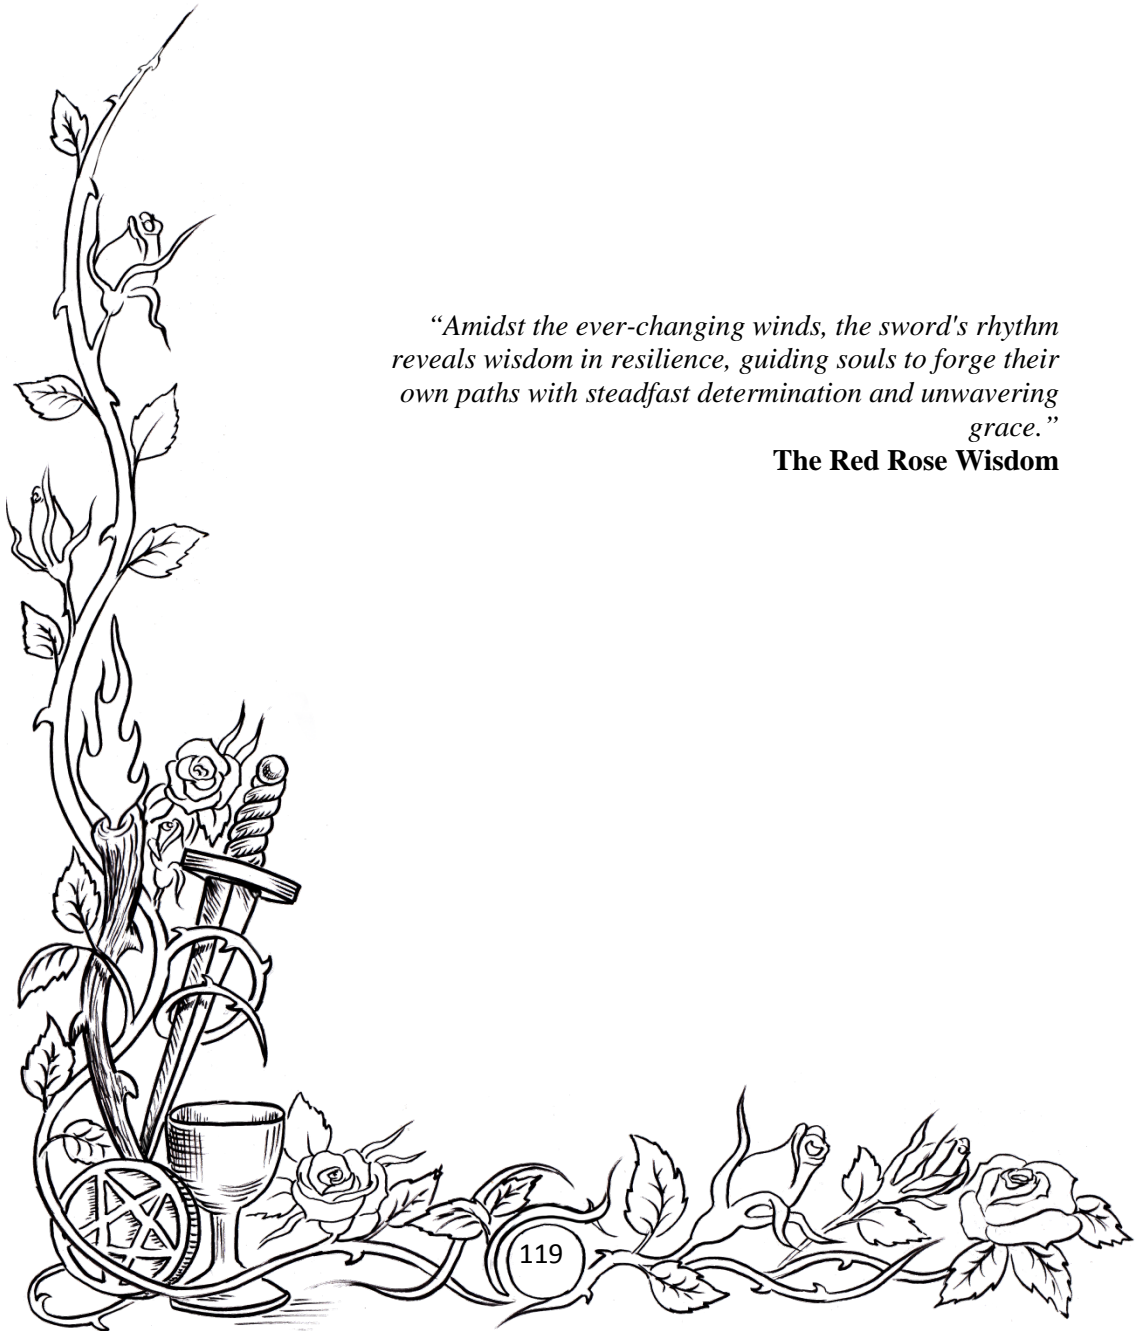 “Amidst the ever-changing winds, the sword's rhythm
reveals wisdom in resilience, guiding souls to forge their
own paths with steadfast determination and unwavering
grace.”
The Red Rose Wisdom
119